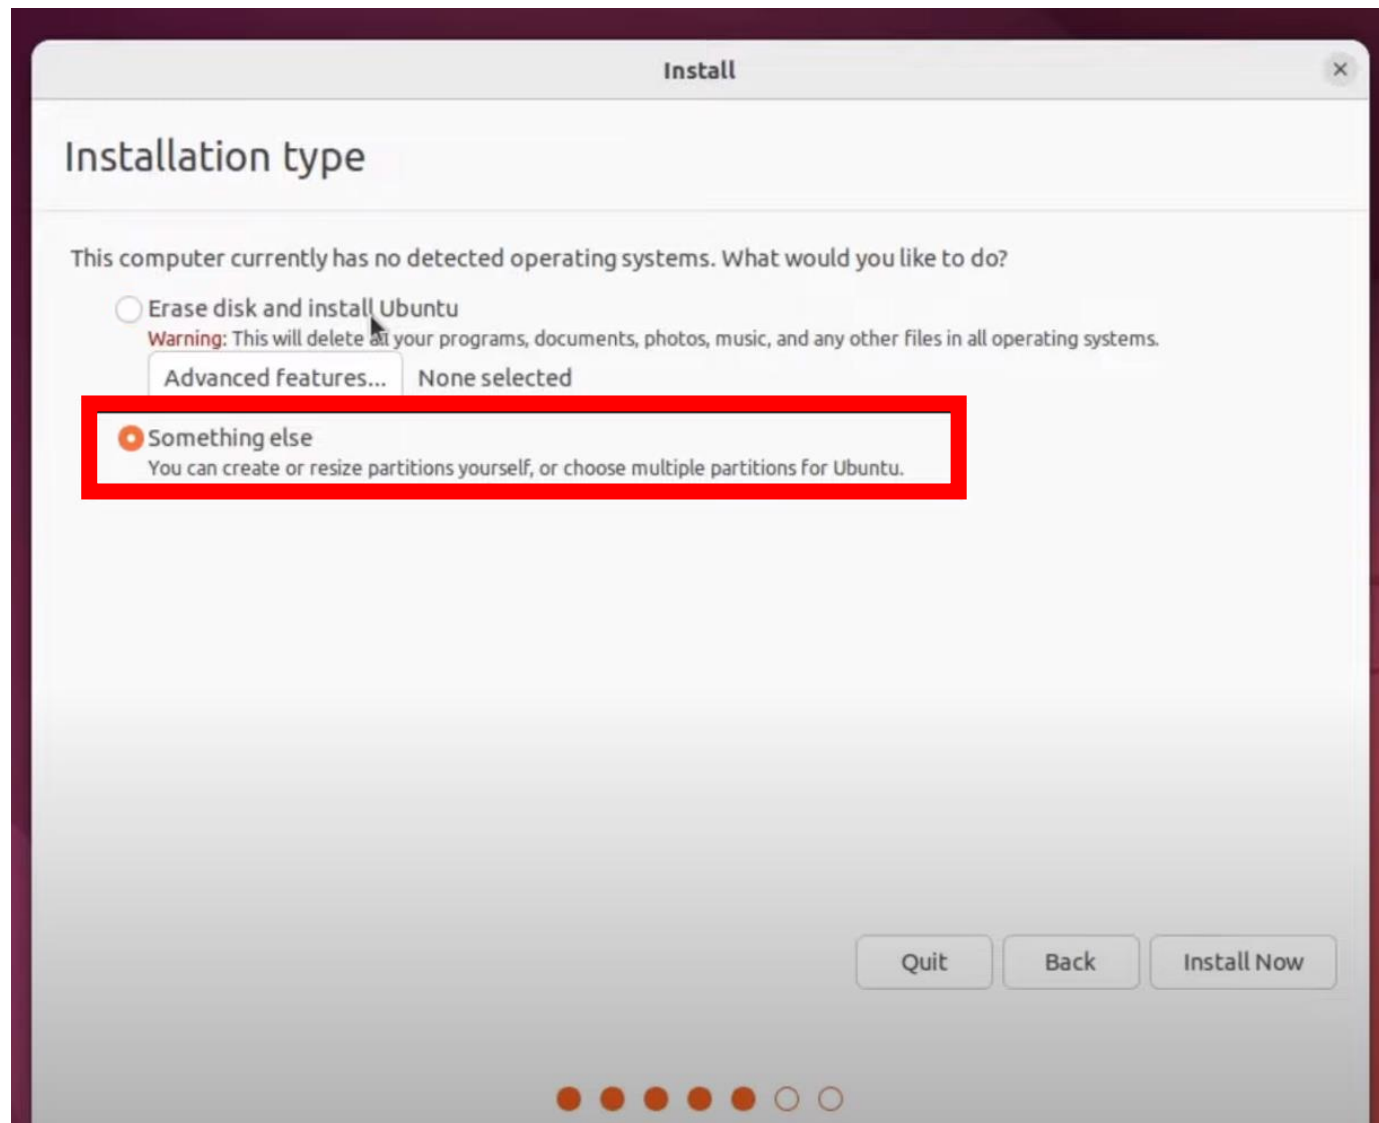 Install
Installation type
This computer currently has no detected operating systems. What would you like to do?
Erase disk and install Ubuntu
Warning: This will delete all your programs, documents, photos, music, and any other files in all operating systems.
Advanced features... None selected
Something else
You can create or resize partitions yourself, or choose multiple partitions for Ubuntu.
Quit Back Install Now